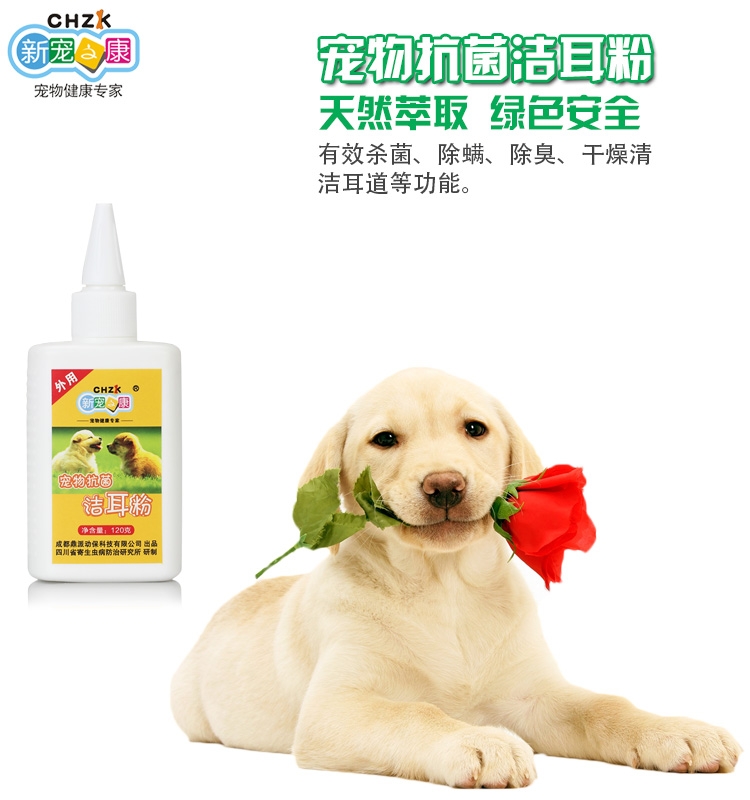 CHZK
新宠之康
宠物健康专家
宠物抗菌洁耳粉
天然萃取 绿色安全
有效杀菌、除螨、除臭、干燥清
洁耳道等功能。
外用
CHZK ®
新宠之康
宠物健康专家
宠物抗菌
洁耳粉
净含量：120克
成都鼎派动保科技有限公司 出品
四川省寄生虫病防治研究所 研制